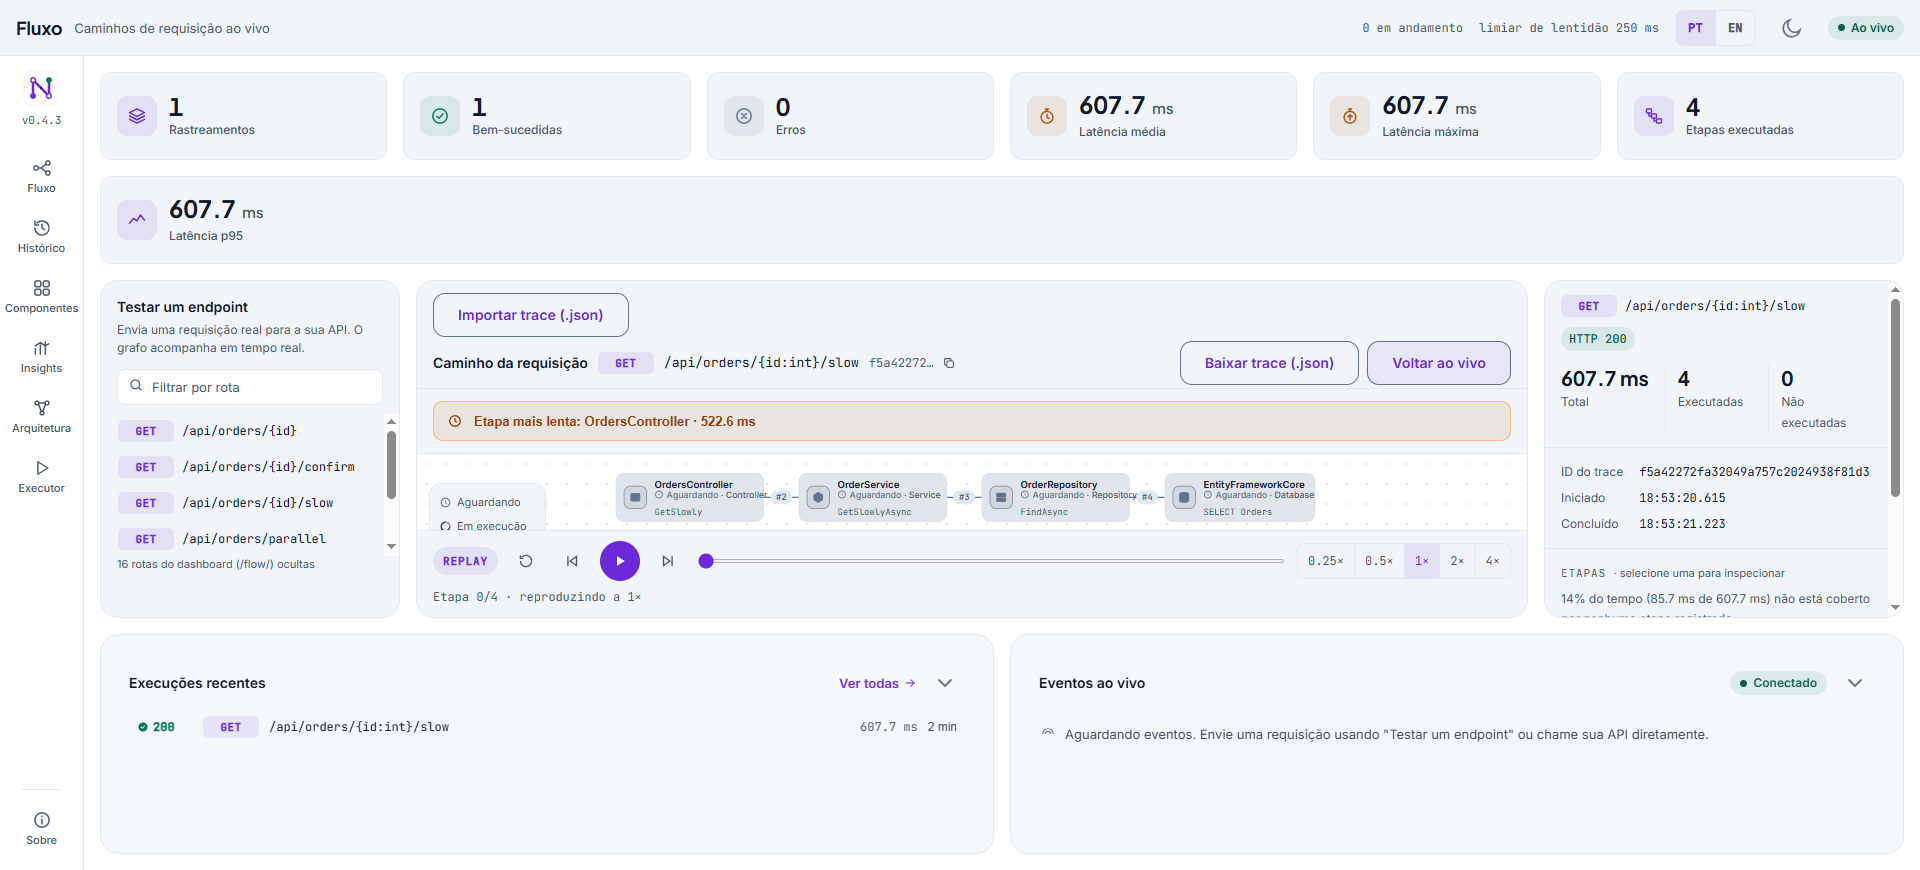 Fluxo
Caminhos de requisição ao vivo
0 em andamento
limiar de lentidão 250 ms
PT
EN
Ao vivo
v0.4.3
Fluxo
Histórico
Componentes
Insights
Arquitetura
Executor
Sobre
1
Rastreamentos
1
Bem-sucedidas
0
Erros
607.7 ms
Latência média
607.7 ms
Latência máxima
4
Etapas executadas
607.7 ms
Latência p95
Testar um endpoint
Envia uma requisição real para a sua API. O
grafo acompanha em tempo real.
Filtrar por rota
GET /api/orders/{id}
GET /api/orders/{id}/confirm
GET /api/orders/{id}/slow
GET /api/orders/parallel
16 rotas do dashboard (/flow/) ocultas
Importar trace (.json)
Caminho da requisição GET /api/orders/{id:int}/slow f5a42272…
Baixar trace (.json)
Voltar ao vivo
Etapa mais lenta: OrdersController · 522.6 ms
Aguardando
Em execução
OrdersController
Aguardando · Controller
GetSlowly
#2
OrderService
Aguardando · Service
GetSlowlyAsync
#3
OrderRepository
Aguardando · Repository
FindAsync
#4
EntityFrameworkCore
Aguardando · Database
SELECT Orders
REPLAY
0.25×
0.5×
1×
2×
4×
Etapa 0/4 · reproduzindo a 1×
GET /api/orders/{id:int}/slow
HTTP 200
607.7 ms
Total
4
Executadas
0
Não
executadas
ID do trace f5a42272fa32049a757c2024938f81d3
Iniciado 18:53:20.615
Concluído 18:53:21.223
ETAPAS · selecione uma para inspecionar
14% do tempo (85.7 ms de 607.7 ms) não está coberto
Execuções recentes
Ver todas →
200 GET /api/orders/{id:int}/slow 607.7 ms 2 min
Eventos ao vivo
Conectado
Aguardando eventos. Envie uma requisição usando "Testar um endpoint" ou chame sua API diretamente.